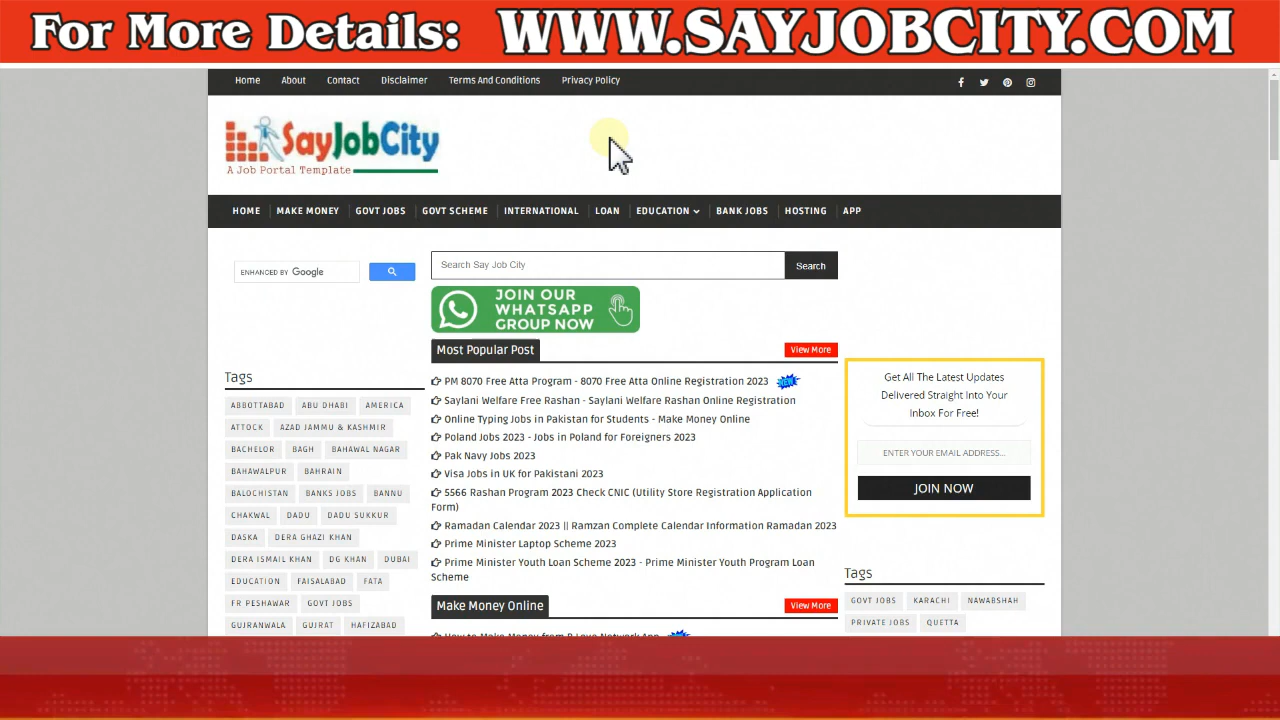 For More Details: WWW.SAYJOBCITY.COM
Home About Contact Disclaimer Terms And Conditions Privacy Policy
SayJobCity
A Job Portal Template
HOME MAKE MONEY GOVT JOBS GOVT SCHEME INTERNATIONAL LOAN EDUCATION BANK JOBS HOSTING APP
ENHANCED BY Google
Tags
ABBOTTABAD ABU DHABI AMERICA
ATTOCK AZAD JAMMU & KASHMIR
BACHELOR BAGH BAHAWAL NAGAR
BAHAWALPUR BAHRAIN
BALOCHISTAN BANKS JOBS BANNU
CHAKWAL DADU DADU SUKKUR
DASKA DERA GHAZI KHAN
DERA ISMAIL KHAN DG KHAN DUBAI
EDUCATION FAISALABAD FATA
FR PESHAWAR GOVT JOBS
GUJRANWALA GUJRAT HAFIZABAD
Search Say Job City Search
JOIN OUR
WHATSAPP
GROUP NOW
Most Popular Post View More
PM 8070 Free Atta Program - 8070 Free Atta Online Registration 2023 NEW
Saylani Welfare Free Rashan - Saylani Welfare Rashan Online Registration
Online Typing Jobs in Pakistan for Students - Make Money Online
Poland Jobs 2023 - Jobs in Poland for Foreigners 2023
Pak Navy Jobs 2023
Visa Jobs in UK for Pakistani 2023
5566 Rashan Program 2023 Check CNIC (Utility Store Registration Application
Form)
Ramadan Calendar 2023 || Ramzan Complete Calendar Information Ramadan 2023
Prime Minister Laptop Scheme 2023
Prime Minister Youth Loan Scheme 2023 - Prime Minister Youth Program Loan
Scheme
Make Money Online View More
How to Make Money from B Love Network App
Get All The Latest Updates
Delivered Straight Into Your
Inbox For Free!
ENTER YOUR EMAIL ADDRESS...
JOIN NOW
Tags
GOVT JOBS KARACHI NAWABSHAH
PRIVATE JOBS QUETTA